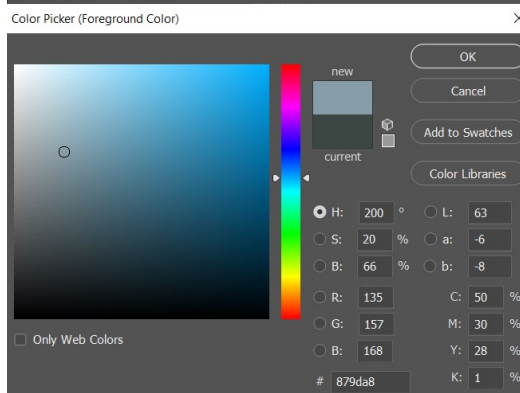 Color Picker (Foreground Color)
new
current
OK
Cancel
Add to Swatches
Color Libraries
H: 200 ° L: 63
S: 20 % a: -6
B: 66 % b: -8
R: 135 C: 50 %
G: 157 M: 30 %
B: 168 Y: 28 %
# 879da8 K: 1 %
Only Web Colors